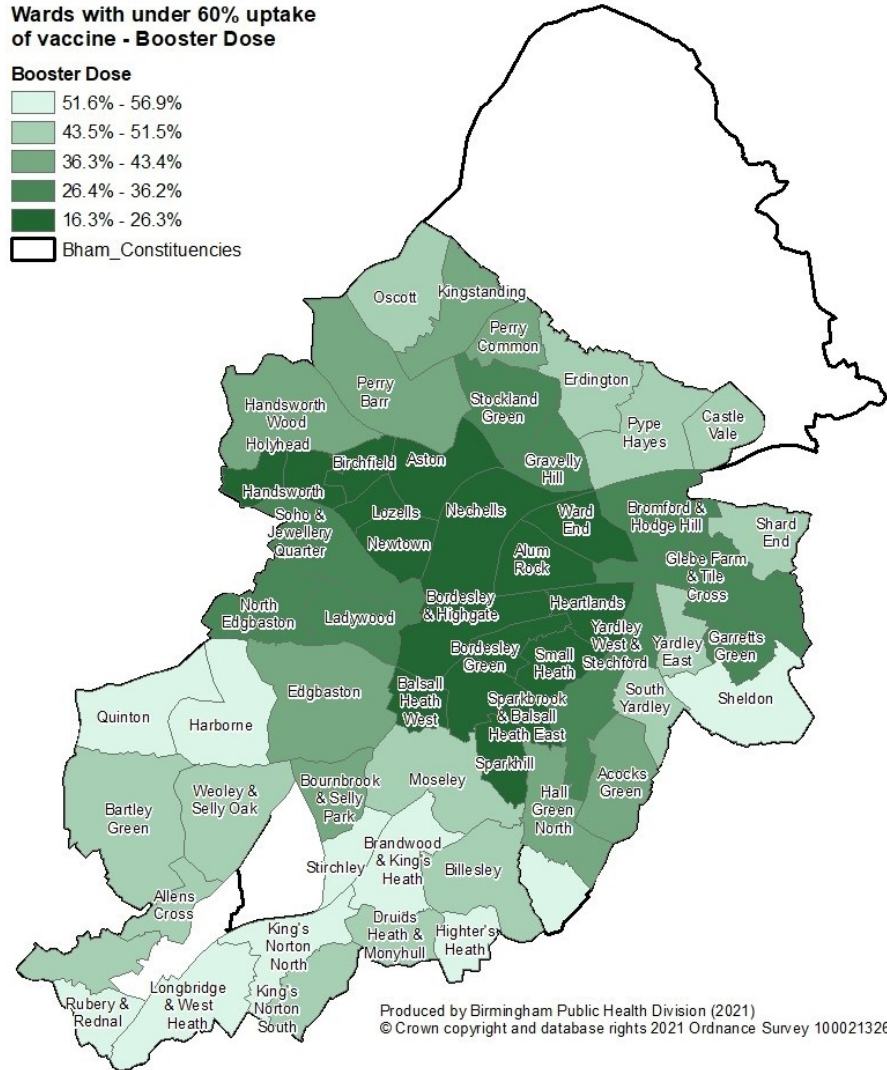 Wards with under 60% uptake
of vaccine - Booster Dose
Booster Dose
51.6% - 56.9%
43.5% - 51.5%
36.3% - 43.4%
26.4% - 36.2%
16.3% - 26.3%
Bham_Constituencies
Oscott
Kingstanding
Perry
Common
Erdington
Perry
Barr
Stockland
Green
Pype
Hayes
Castle
Vale
Handsworth
Wood
Holyhead
Birchfield
Aston
Gravelly
Hill
Handsworth
Lozells
Nechells
Ward
End
Bromford &
Hodge Hill
Shard
End
Soho &
Jewellery
Quarter
Newtown
Alum
Rock
Glebe Farm
& Tile
Cross
North
Edgbaston
Ladywood
Bordesley
& Highgate
Heartlands
Yardley
West &
Stechford
Yardley
East
Garretts
Green
Bordesley
Green
Small
Heath
Quinton
Harborne
Edgbaston
Balsall
Heath
West
Sparkbrook
& Balsall
Heath East
South
Yardley
Sheldon
Sparkhill
Bartley
Green
Weoley &
Selly Oak
Bournbrook
& Selly
Park
Moseley
Hall
Green
North
Acocks
Green
Stirchley
Brandwood
& King's
Heath
Billesley
Allens
Cross
King's
Norton
North
Druids
Heath &
Monyhull
Highter's
Heath
Rubery &
Rednal
Longbridge
& West
Heath
King's
Norton
South
Produced by Birmingham Public Health Division (2021)
© Crown copyright and database rights 2021 Ordnance Survey 100021326